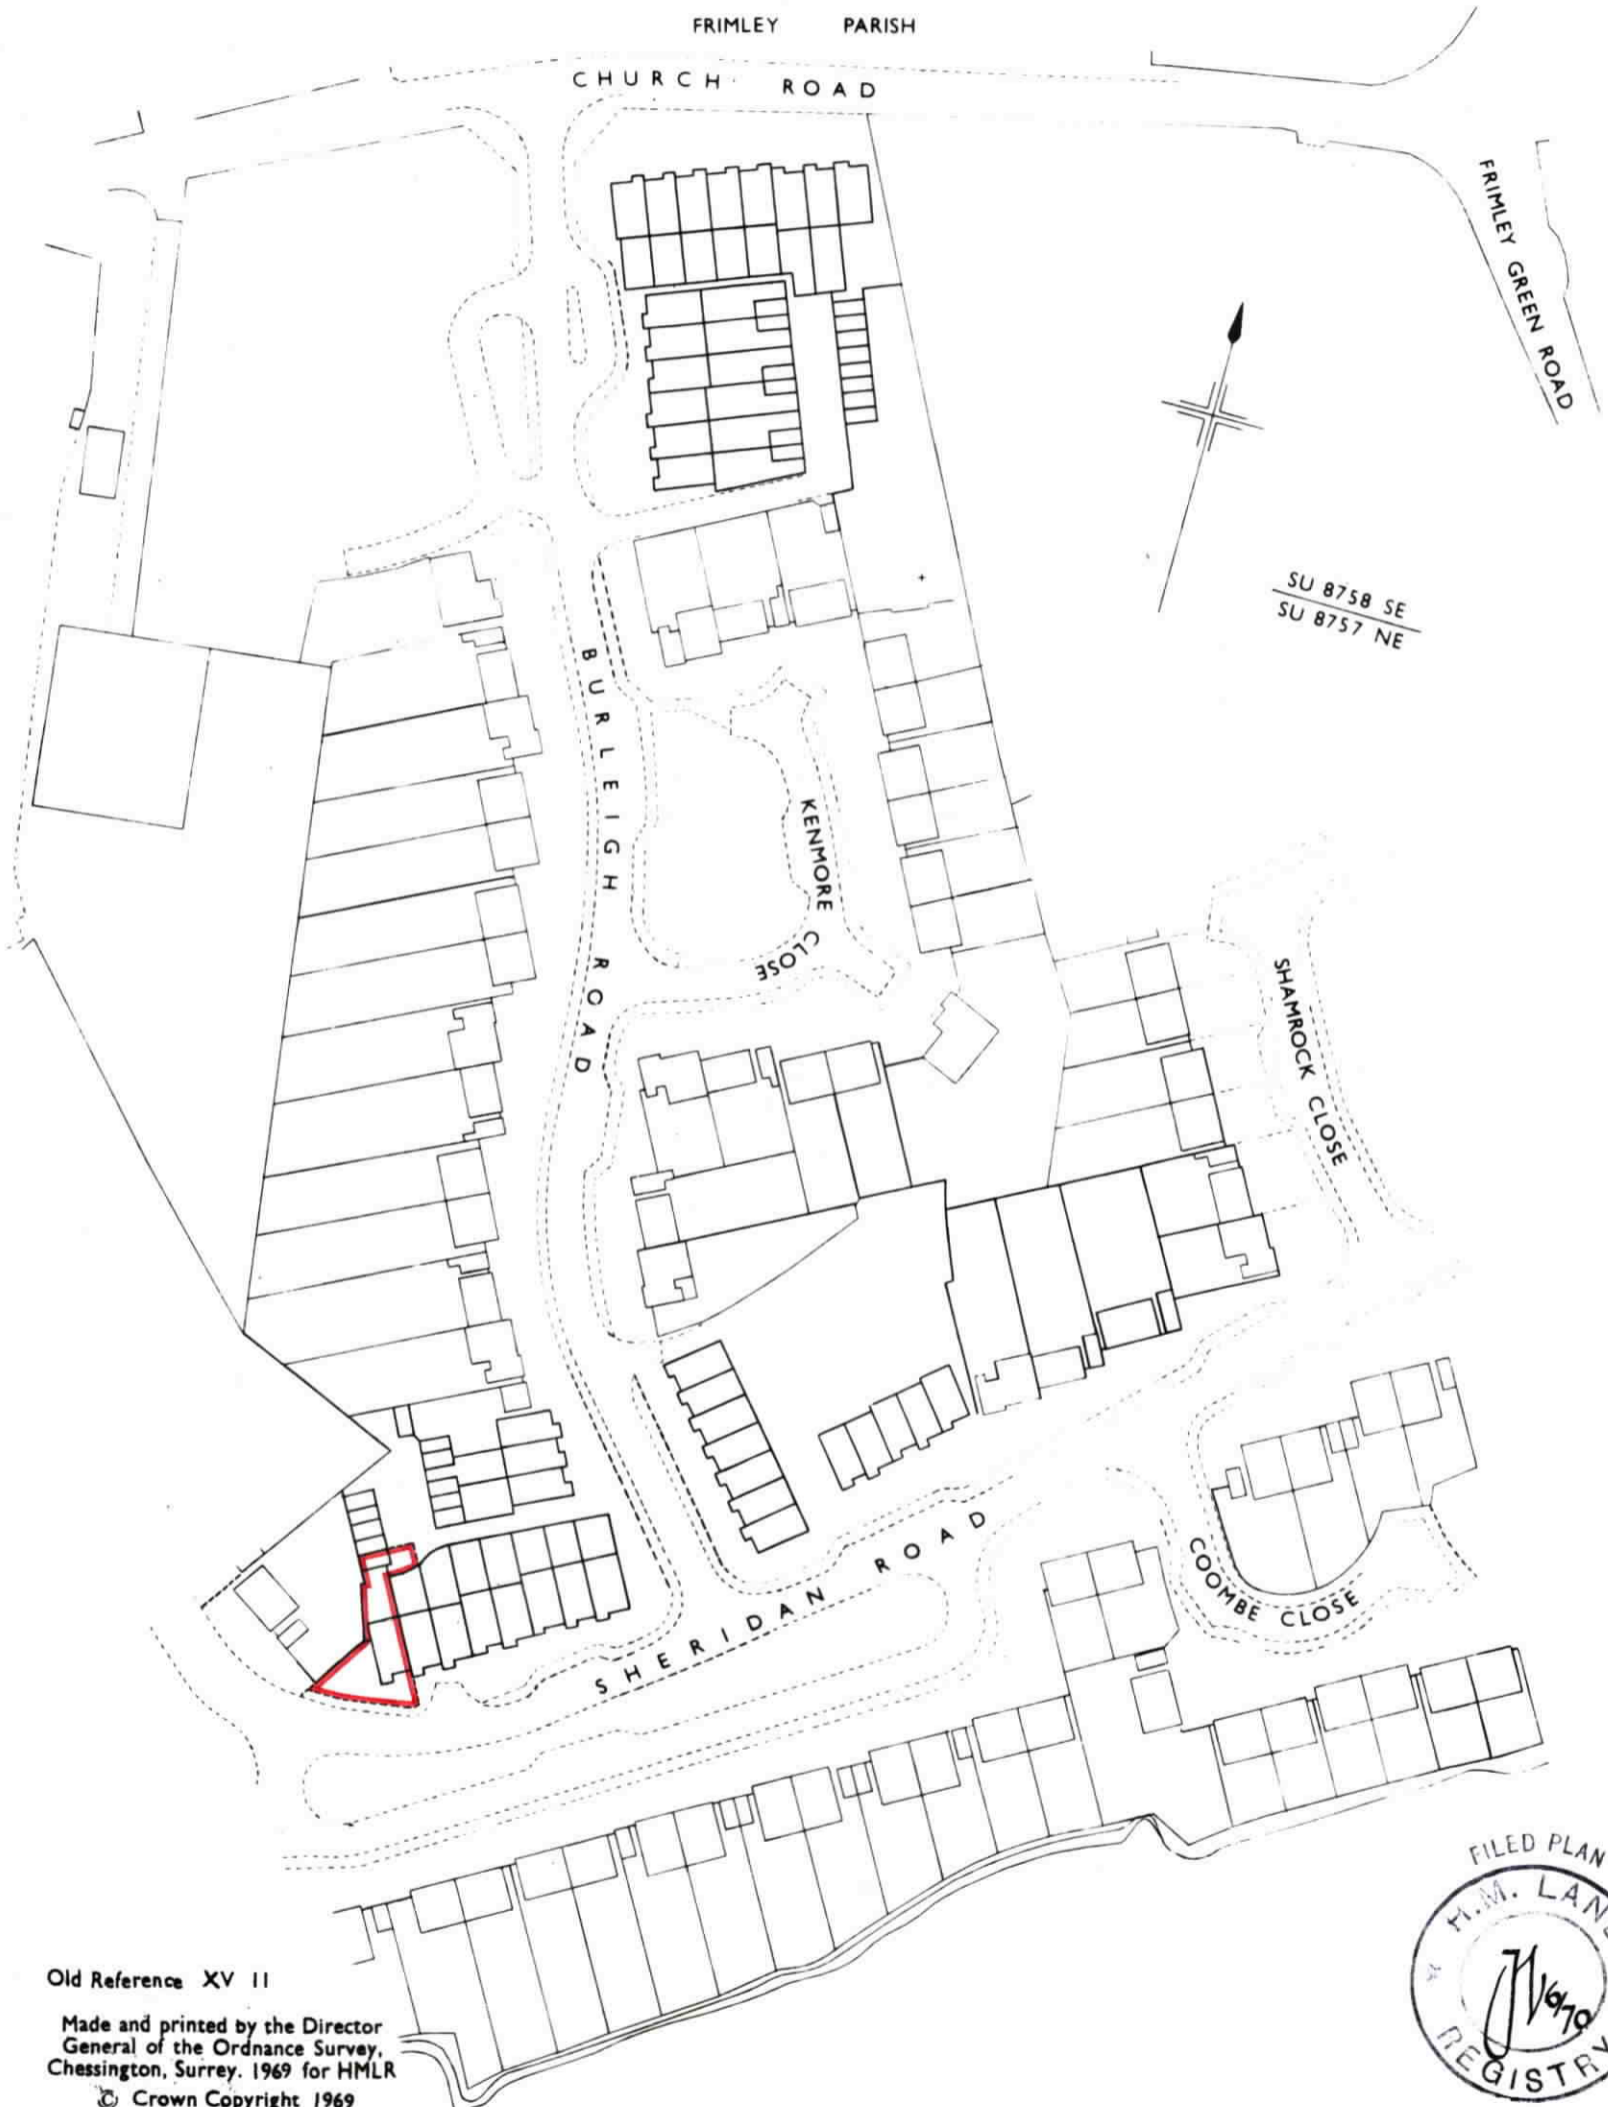 FRIMLEY PARISH
CHURCH ROAD
FRIMLEY GREEN ROAD
SU 8758 SE
SU 8757 NE
BURLEIGH ROAD
KENMORE CLOSE
SHAMROCK CLOSE
SHERIDAN ROAD
COOMBE CLOSE
FILED PLAN
H.M. LAND
6/70
REGISTRY
Old Reference XV 11
Made and printed by the Director
General of the Ordnance Survey,
Chessington, Surrey. 1969 for HMLR
© Crown Copyright 1969